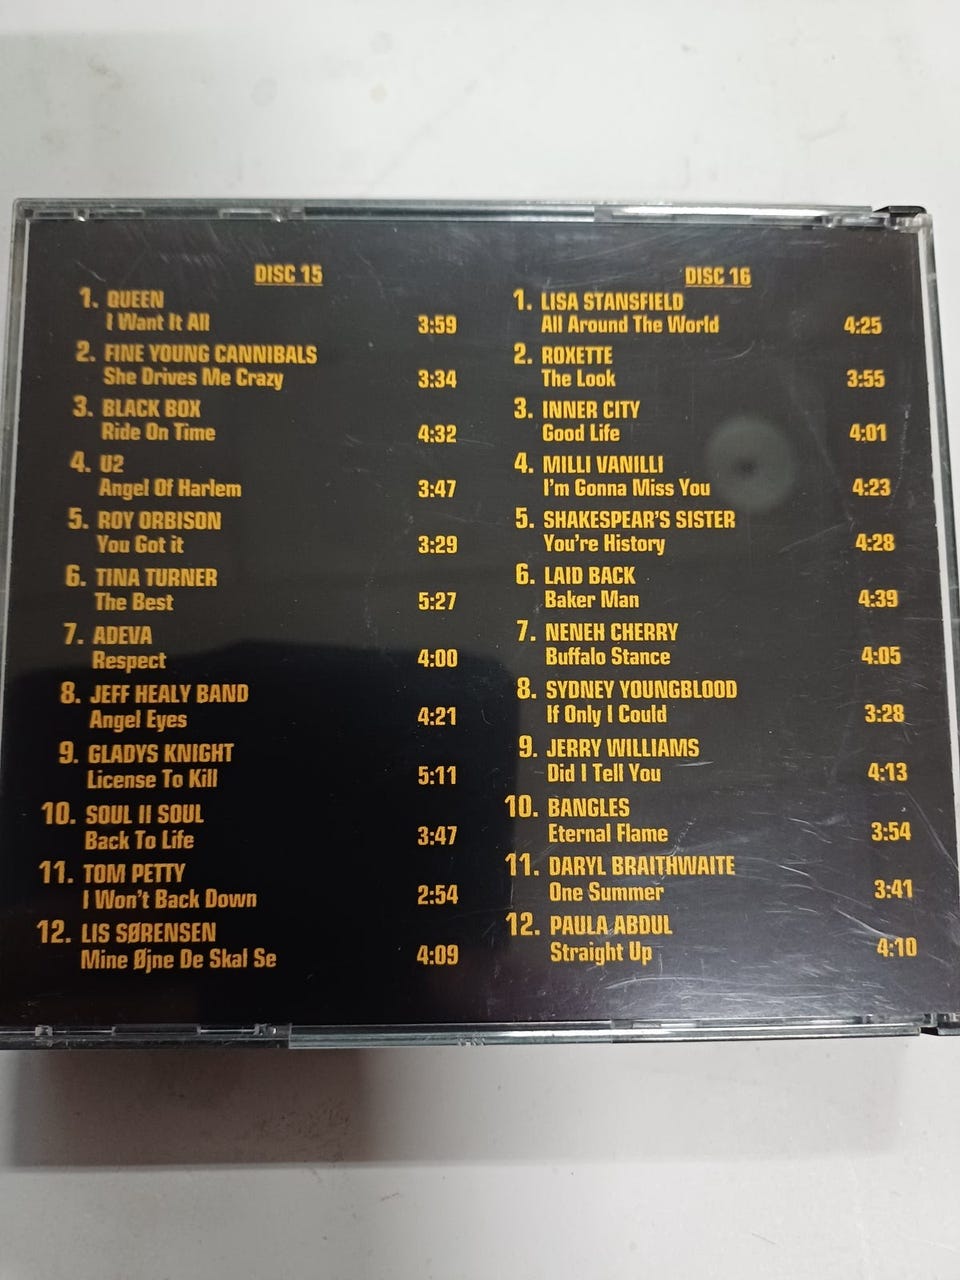 DISC 15
1. QUEEN
I Want It All 3:59
2. FINE YOUNG CANNIBALS
She Drives Me Crazy 3:34
3. BLACK BOX
Ride On Time 4:32
4. U2
Angel Of Harlem 3:47
5. ROY ORBISON
You Got it 3:29
6. TINA TURNER
The Best 5:27
7. ADEVA
Respect 4:00
8. JEFF HEALY BAND
Angel Eyes 4:21
9. GLADYS KNIGHT
License To Kill 5:11
10. SOUL II SOUL
Back To Life 3:47
11. TOM PETTY
I Won't Back Down 2:54
12. LIS SØRENSEN
Mine Øjne De Skal Se 4:09
DISC 16
1. LISA STANSFIELD
All Around The World 4:25
2. ROXETTE
The Look 3:55
3. INNER CITY
Good Life 4:01
4. MILLI VANILLI
I'm Gonna Miss You 4:23
5. SHAKESPEAR'S SISTER
You're History 4:28
6. LAID BACK
Baker Man 4:39
7. NENEH CHERRY
Buffalo Stance 4:05
8. SYDNEY YOUNGBLOOD
If Only I Could 3:28
9. JERRY WILLIAMS
Did I Tell You 4:13
10. BANGLES
Eternal Flame 3:54
11. DARYL BRAITHWAITE
One Summer 3:41
12. PAULA ABDUL
Straight Up 4:10